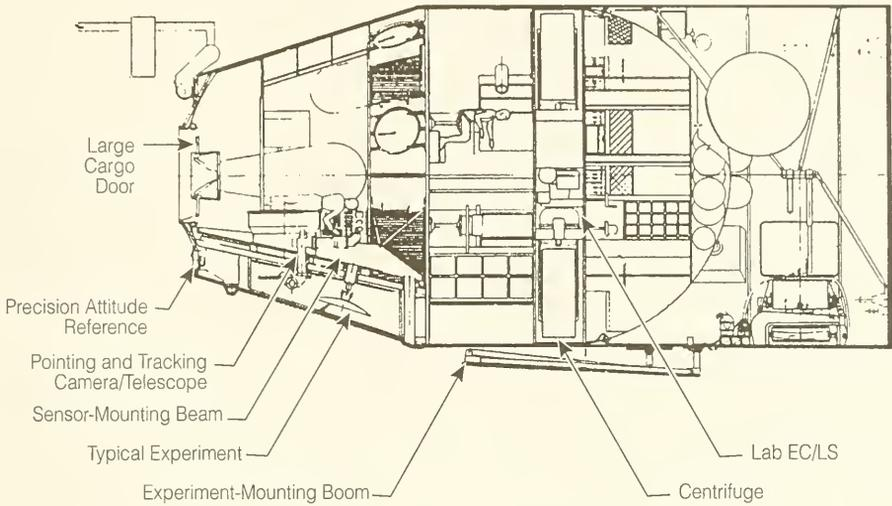 Large
Cargo
Door
Precision Attitude
Reference
Pointing and Tracking
Camera/Telescope
Sensor-Mounting Beam
Typical Experiment
Experiment-Mounting Boom
Lab EC/LS
Centrifuge